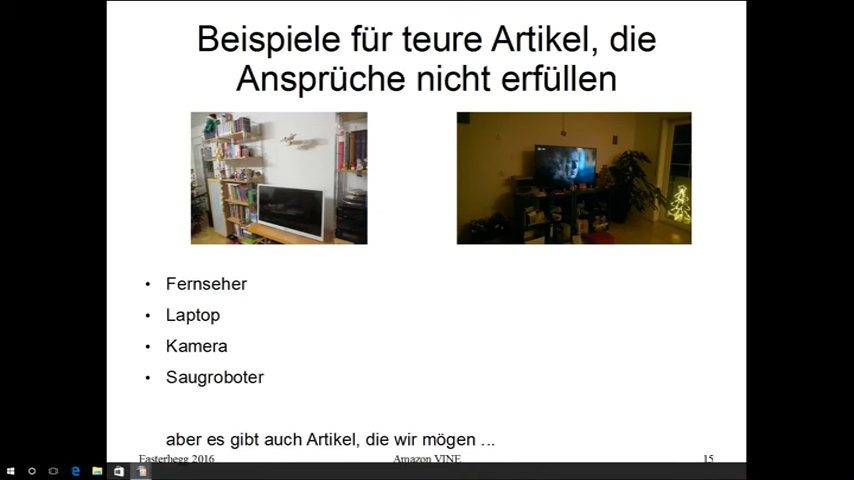 Beispiele für teure Artikel, die
Ansprüche nicht erfüllen
• Fernseher
• Laptop
• Kamera
• Saugroboter
aber es gibt auch Artikel, die wir mögen ...
Easterhegg 2016 Amazon VINE 15